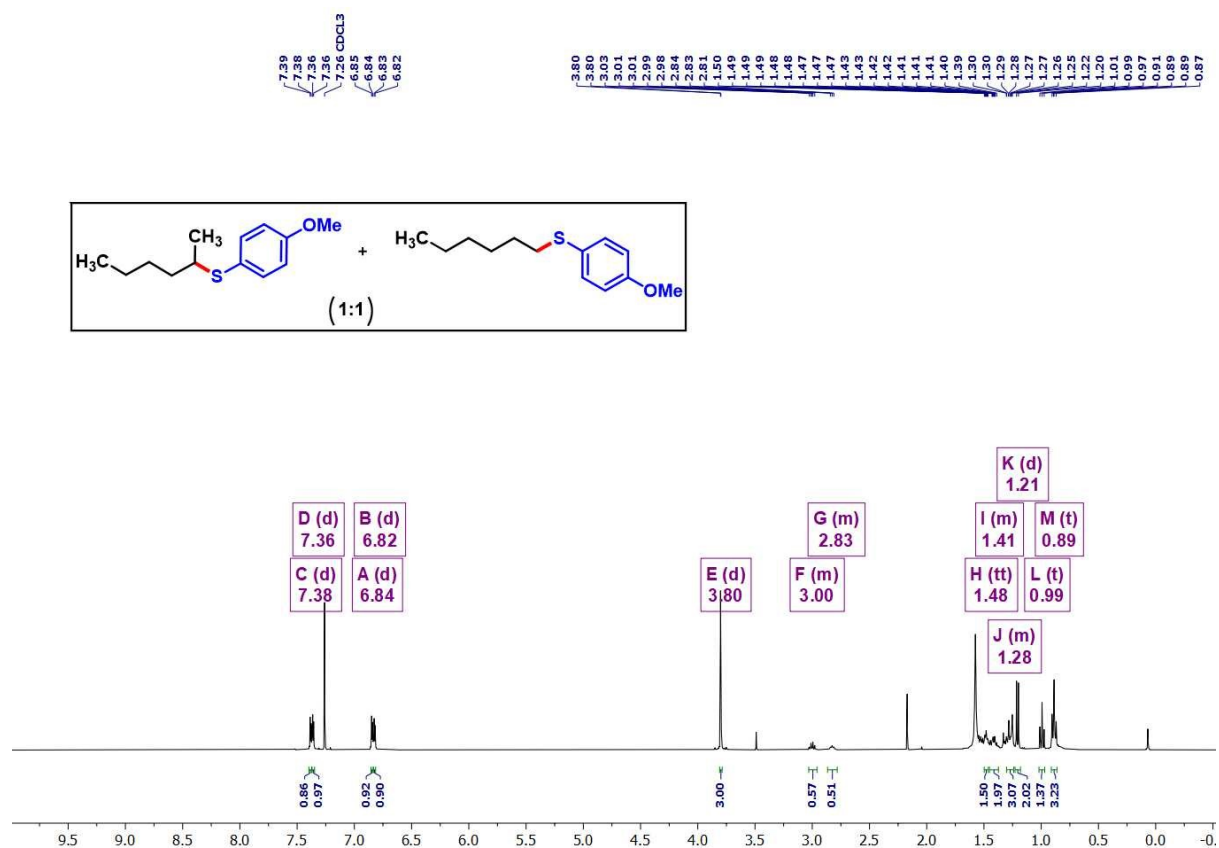 7.39 7.38 7.36 7.36 7.26 CDCL3 6.85 6.84 6.83 6.82
3.80 3.80 3.03 3.01 3.01 2.99 2.98 2.84 2.83 2.81 1.50 1.49 1.49 1.49 1.48 1.48 1.47 1.47 1.47 1.43 1.43 1.42 1.42 1.41 1.41 1.41 1.40 1.39 1.30 1.30 1.29 1.28 1.27 1.27 1.26 1.25 1.22 1.20 1.01 0.99 0.97 0.91 0.89 0.89 0.87
CH3 OMe
H3C S
+
H3C S
OMe
(1:1)
K (d)
1.21
D (d) B (d) G (m) I (m) M (t)
7.36 6.82 2.83 1.41 0.89
C (d) A (d) E (d) F (m) H (tt) L (t)
7.38 6.84 3.80 3.00 1.48 0.99
J (m)
1.28
0.86 0.97 0.92 0.90 3.00 0.57 0.51 1.50 1.97 3.07 2.02 1.37 3.23
9.5 9.0 8.5 8.0 7.5 7.0 6.5 6.0 5.5 5.0 4.5 4.0 3.5 3.0 2.5 2.0 1.5 1.0 0.5 0.0